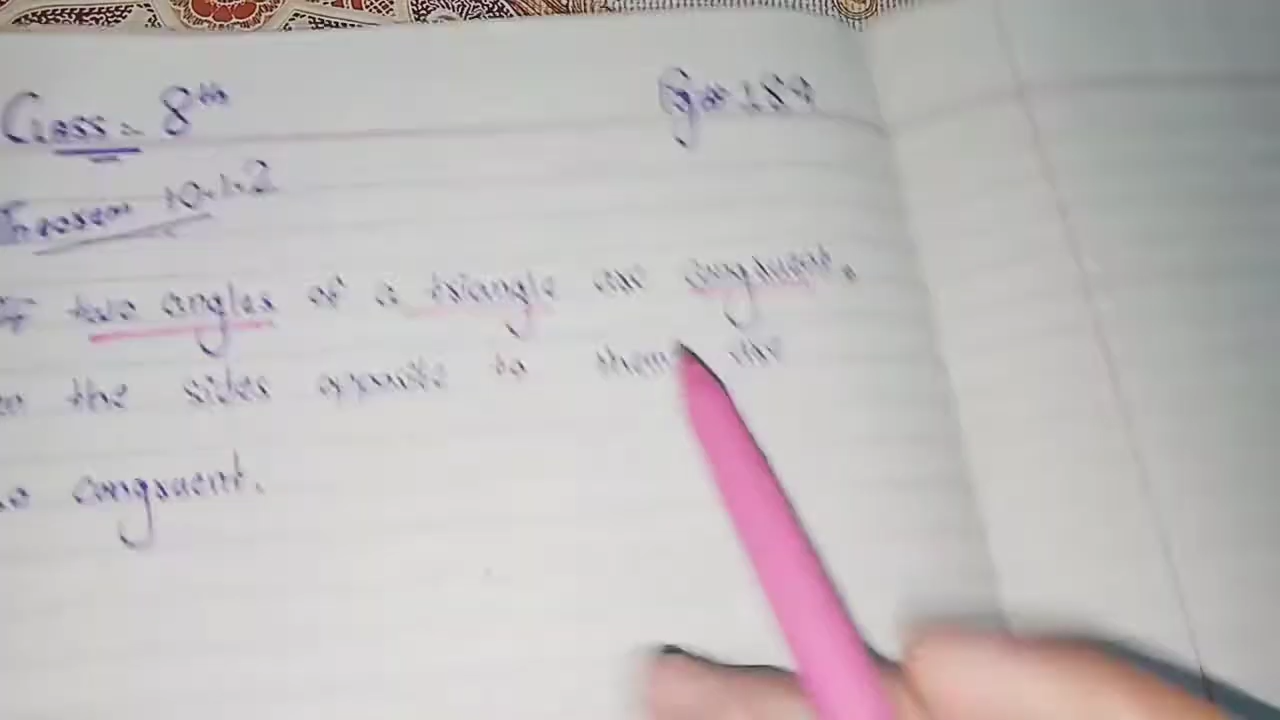 Class = 8th
Theorem 10.1.2
If two angles of a triangle are congruent.
the sides opposite to them are
congruent.